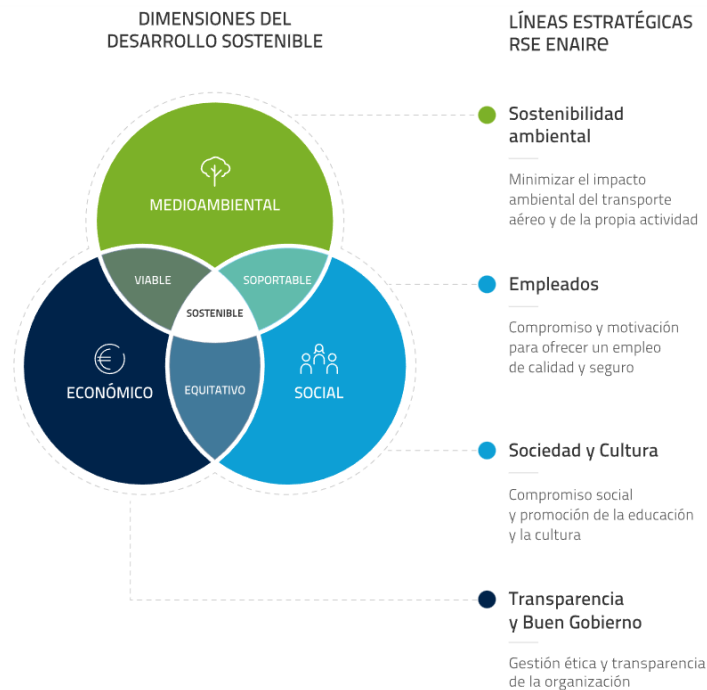 DIMENSIONES DEL
DESARROLLO SOSTENIBLE
MEDIOAMBIENTAL
VIABLE
SOPORTABLE
SOSTENIBLE
ECONÓMICO
EQUITATIVO
SOCIAL
LÍNEAS ESTRATÉGICAS
RSE ENAIRe
Sostenibilidad
ambiental
Minimizar el impacto
ambiental del transporte
aéreo y de la propia actividad
Empleados
Compromiso y motivación
para ofrecer un empleo
de calidad y seguro
Sociedad y Cultura
Compromiso social
y promoción de la educación
y la cultura
Transparencia
y Buen Gobierno
Gestión ética y transparencia
de la organización